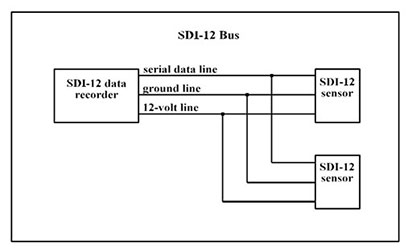 SDI-12 Bus
serial data line
SDI-12 data
recorder
ground line
12-volt line
SDI-12
sensor
SDI-12
sensor